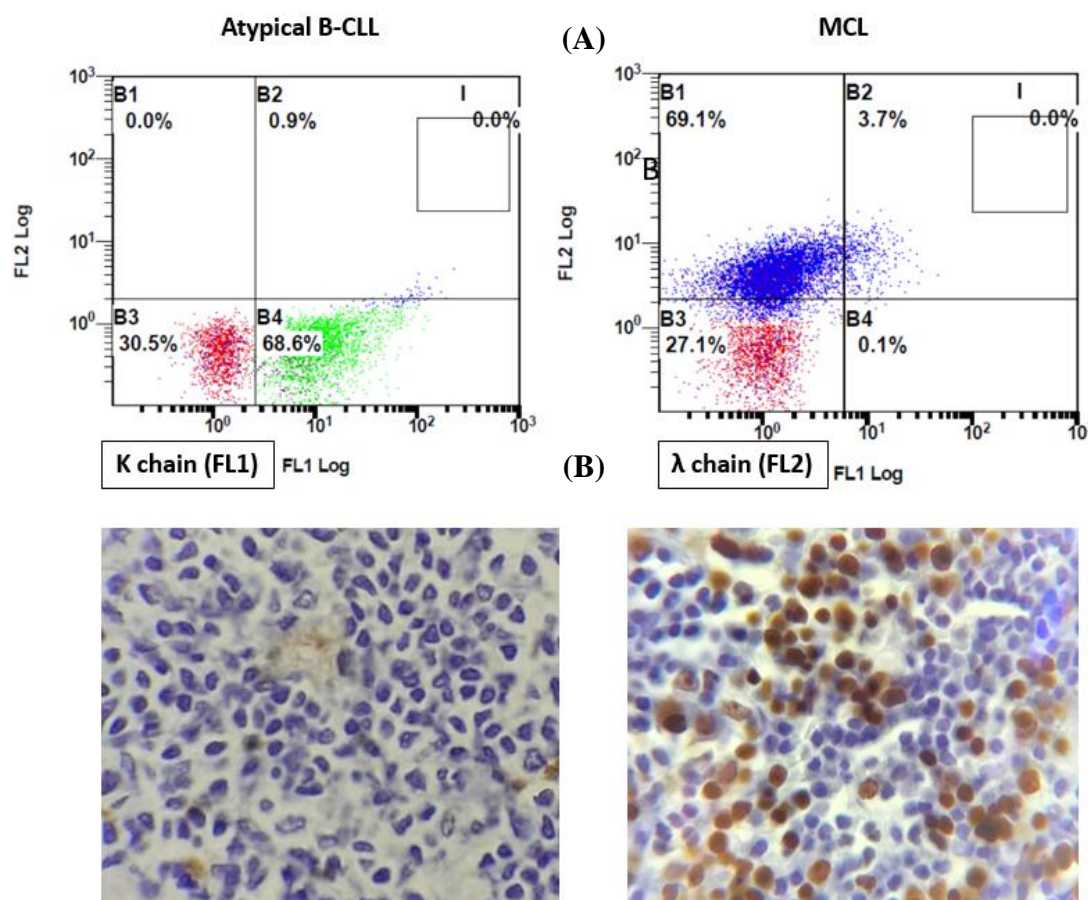 Atypical B-CLL
(A)
MCL
10³
B1
0.0%
B2
0.9%
I
0.0%
10²
10¹
10⁰
B3
30.5%
B4
68.6%
FL2 Log
10⁰
10¹
10²
10³
K chain (FL1)
FL1 Log
10³
B1
69.1%
B2
3.7%
I
0.0%
10²
B
10¹
10⁰
B3
27.1%
B4
0.1%
FL2 Log
10⁰
10¹
10²
10
(B)
λ chain (FL2)
FL1 Log